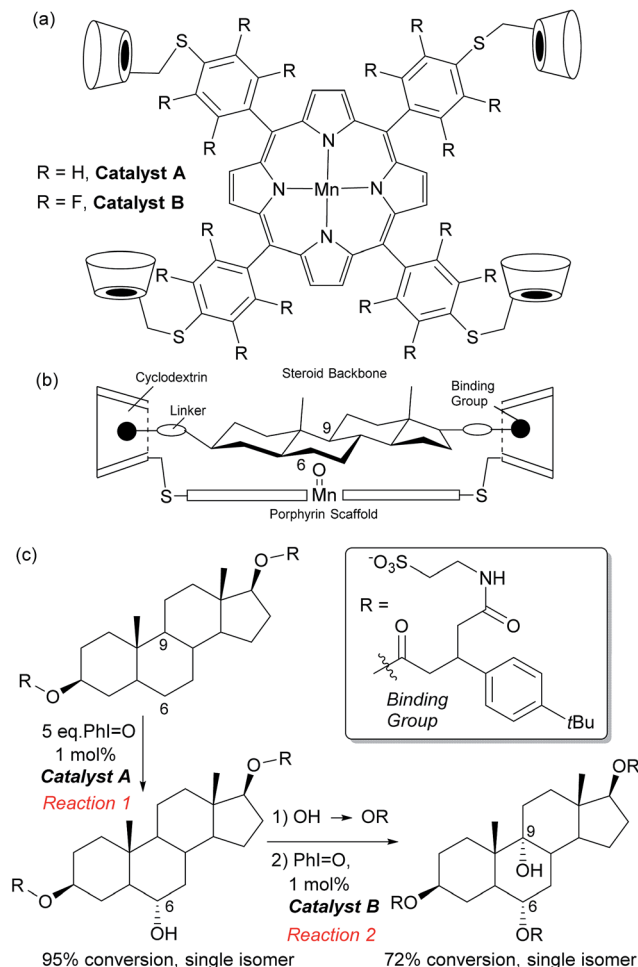 (a)
S
S
R
R
R
R
R
R
R
R
N
N
Mn
N
N
R = H, Catalyst A
R = F, Catalyst B
R
R
R
R
R
R
R
R
S
S
(b)
Cyclodextrin
Steroid Backbone
Binding
Group
Linker
9
6
O
S
Mn
S
Porphyrin Scaffold
(c)
O
R
9
6
R
O
5 eq.PhI=O
1 mol%
Catalyst A
Reaction 1
⁻O₃S
NH
R =
O
O
Binding
Group
tBu
O
R
R
O
6
OH
95% conversion, single isomer
1) OH → OR
2) PhI=O,
1 mol%
Catalyst B
Reaction 2
OR
9
OH
RO
6
OR
72% conversion, single isomer